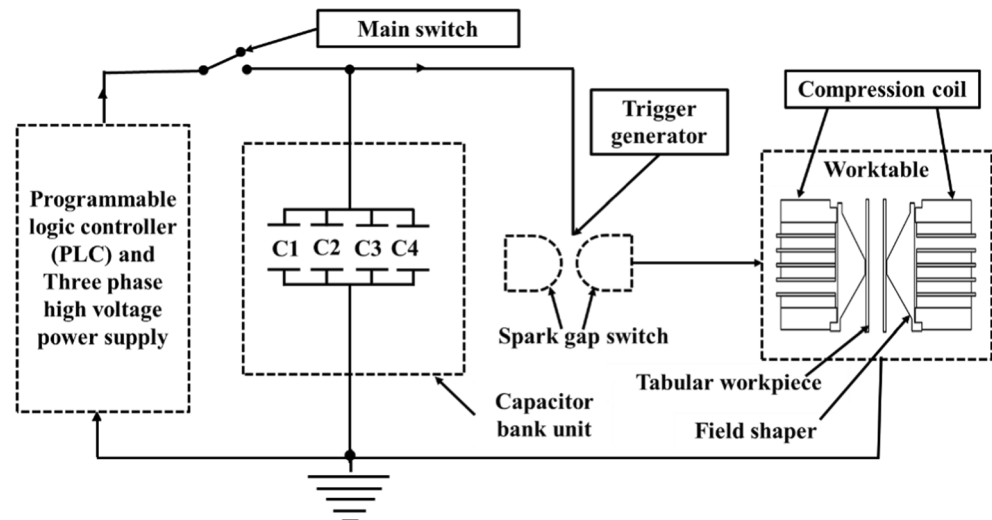 Main switch
Trigger
generator
Compression coil
Worktable
Programmable
logic controller
(PLC) and
Three phase
high voltage
power supply
C1 C2 C3 C4
Spark gap switch
Tabular workpiece
Capacitor
bank unit
Field shaper